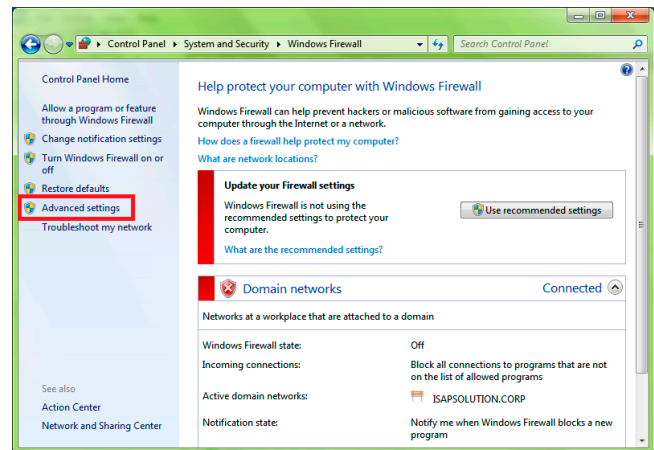 Control Panel ▸ System and Security ▸ Windows Firewall
Search Control Panel
Control Panel Home
Allow a program or feature
through Windows Firewall
Change notification settings
Turn Windows Firewall on or
off
Restore defaults
Advanced settings
Troubleshoot my network
See also
Action Center
Network and Sharing Center
Help protect your computer with Windows Firewall
Windows Firewall can help prevent hackers or malicious software from gaining access to your
computer through the Internet or a network.
How does a firewall help protect my computer?
What are network locations?
Update your Firewall settings
Windows Firewall is not using the
recommended settings to protect your
computer.
Use recommended settings
What are the recommended settings?
Domain networks Connected
Networks at a workplace that are attached to a domain
Windows Firewall state: Off
Incoming connections: Block all connections to programs that are not
on the list of allowed programs
Active domain networks: ISAPSOLUTION.CORP
Notification state: Notify me when Windows Firewall blocks a new
program